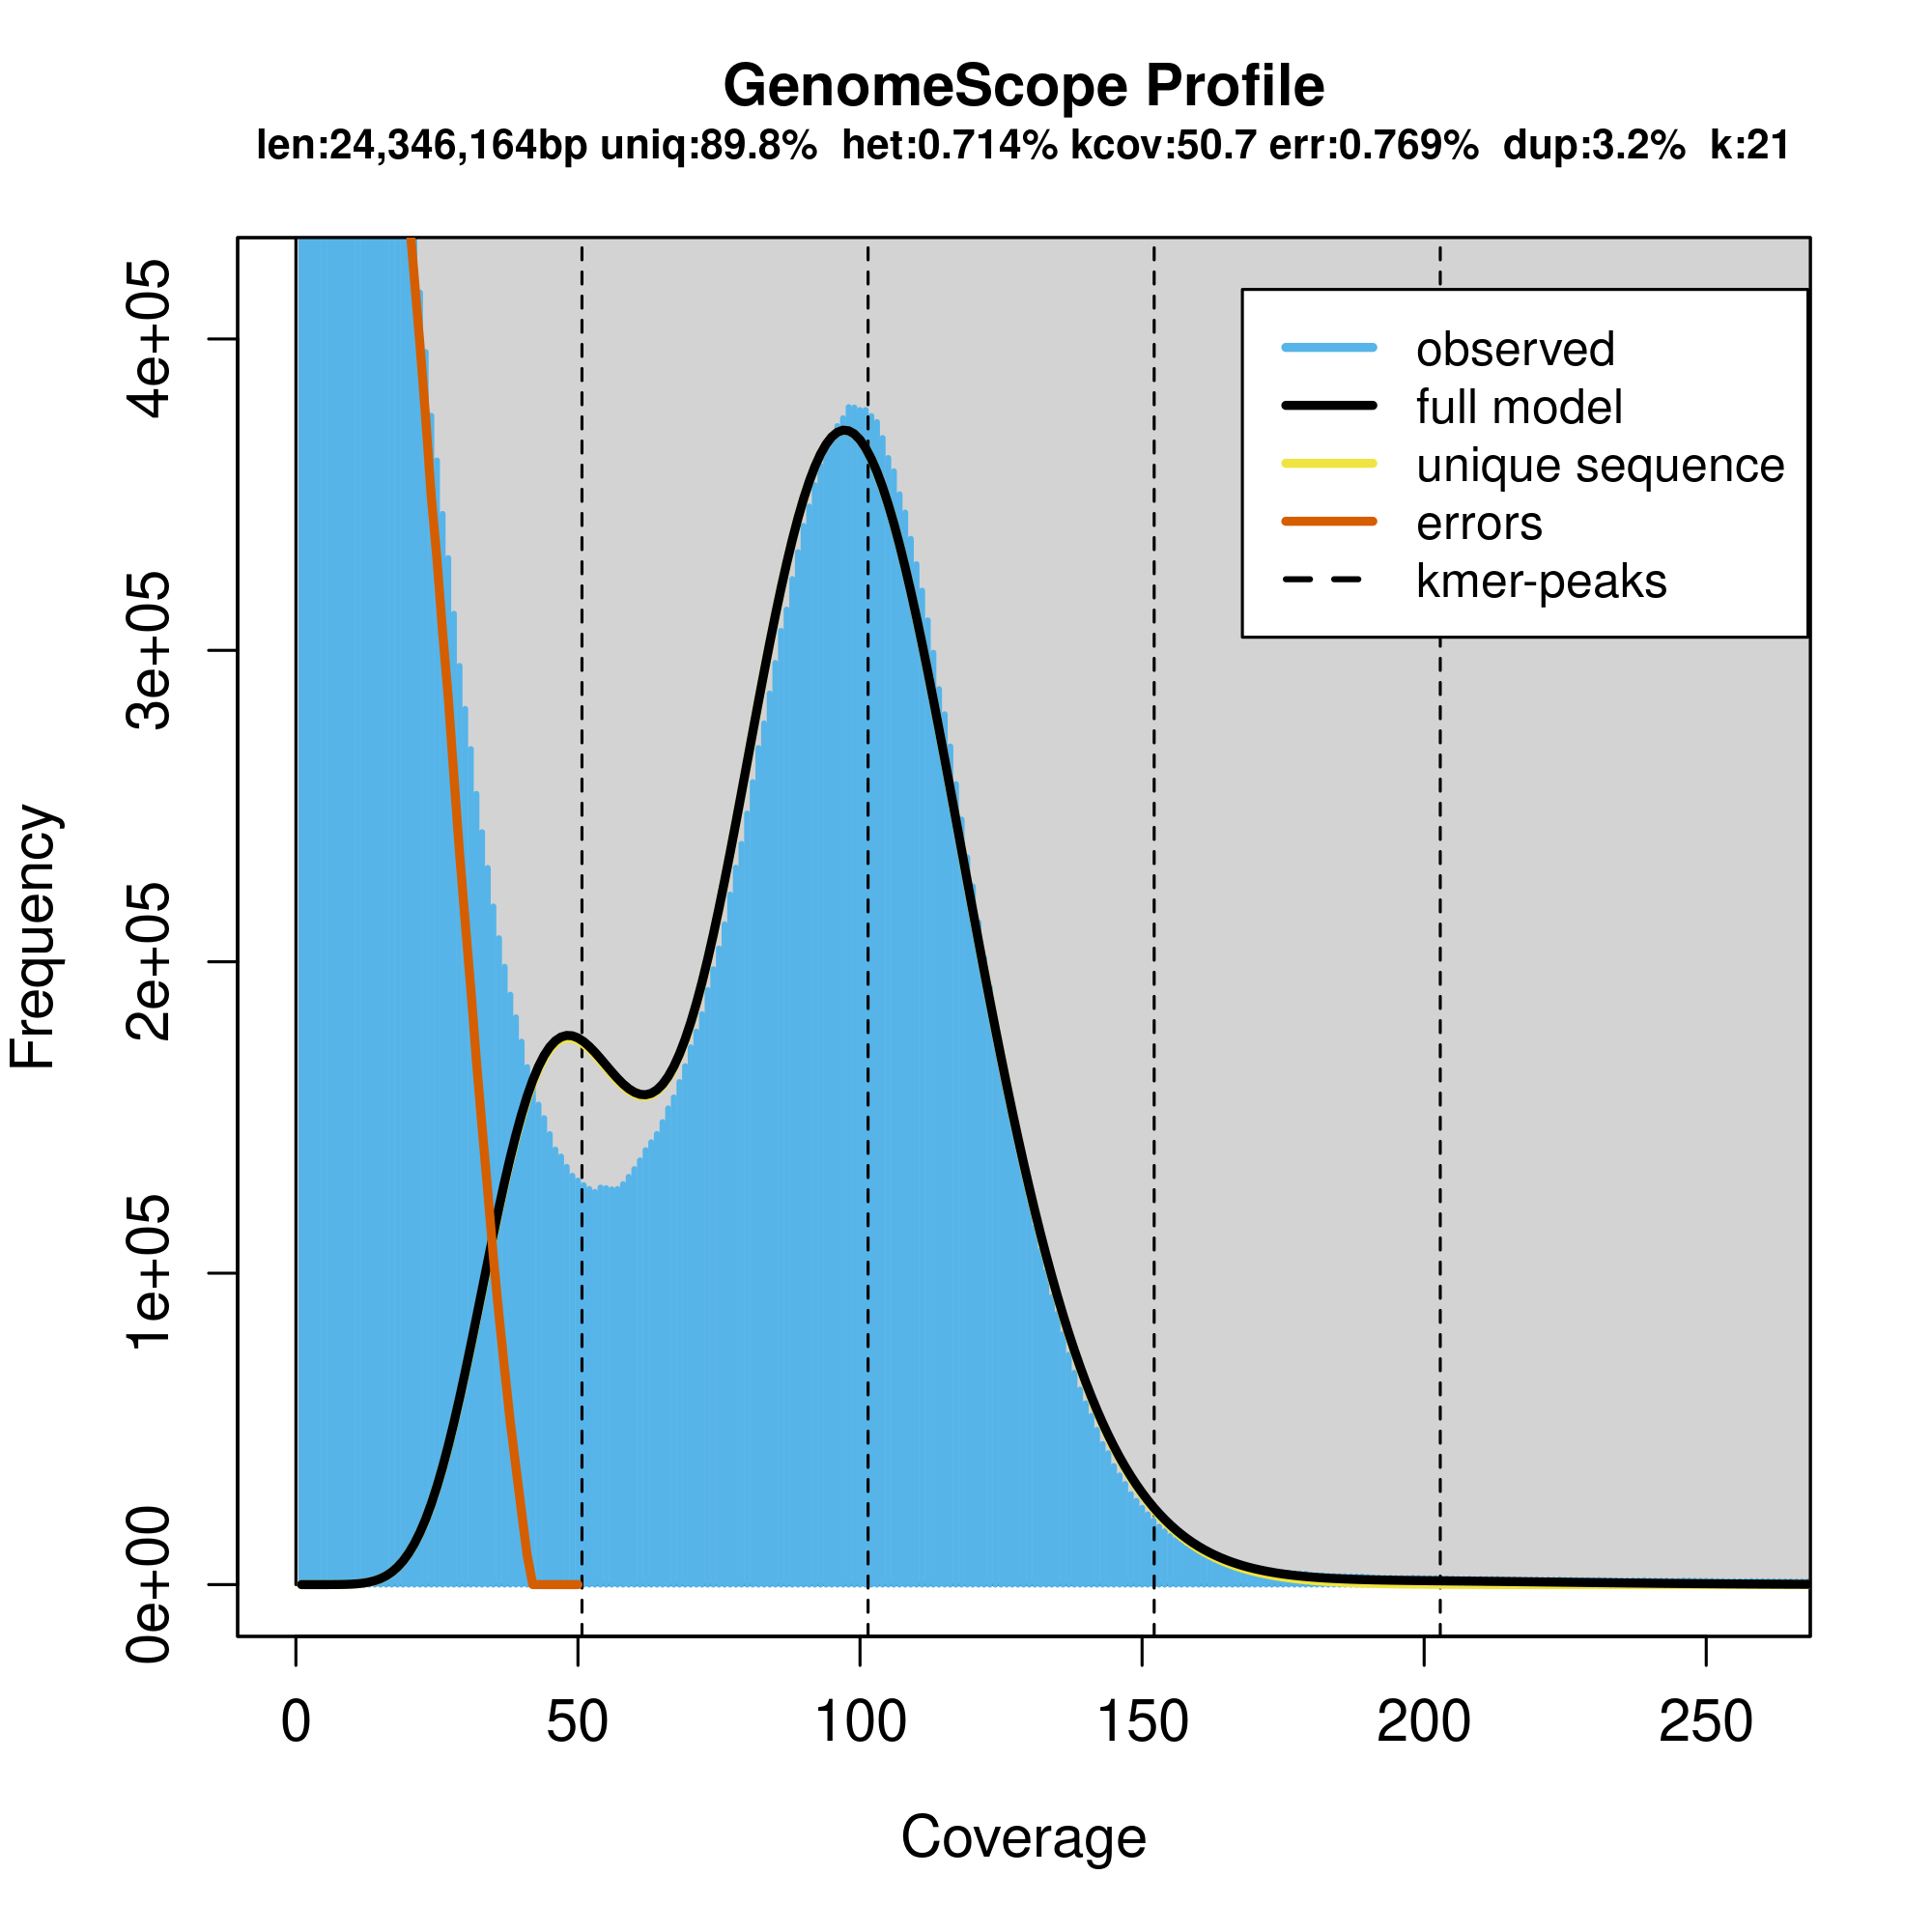 GenomeScope Profile
len:24,346,164bp uniq:89.8% het:0.714% kcov:50.7 err:0.769% dup:3.2% k:21
observed
full model
unique sequence
errors
kmer-peaks
Frequency
4e+05
3e+05
2e+05
1e+05
0e+00
0 50 100 150 200 250
Coverage